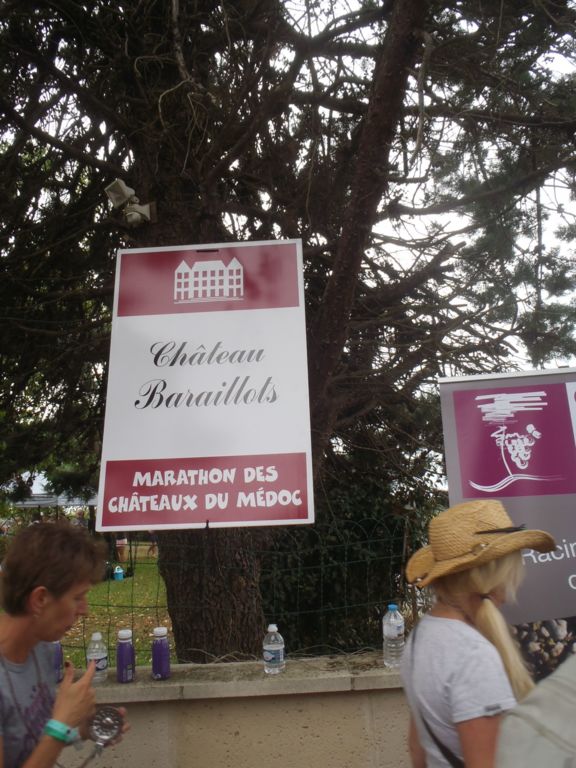 Château
Baraillots
MARATHON DES
CHÂTEAUX DU MÉDOC